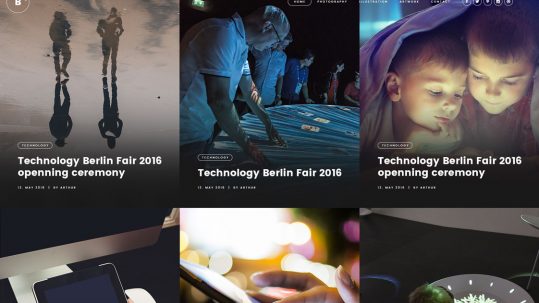 B
HOME PHOTOGRAPHY ILLUSTRATION ARTWORK CONTACT
TECHNOLOGY
Technology Berlin Fair 2016
openning ceremony
12. MAY 2016 | BY ARTHUR
TECHNOLOGY
Technology Berlin Fair 2016
12. MAY 2016 | BY ARTHUR
TECHNOLOGY
Technology Berlin Fair 2016
openning ceremony
12. MAY 2016 | BY ARTHUR